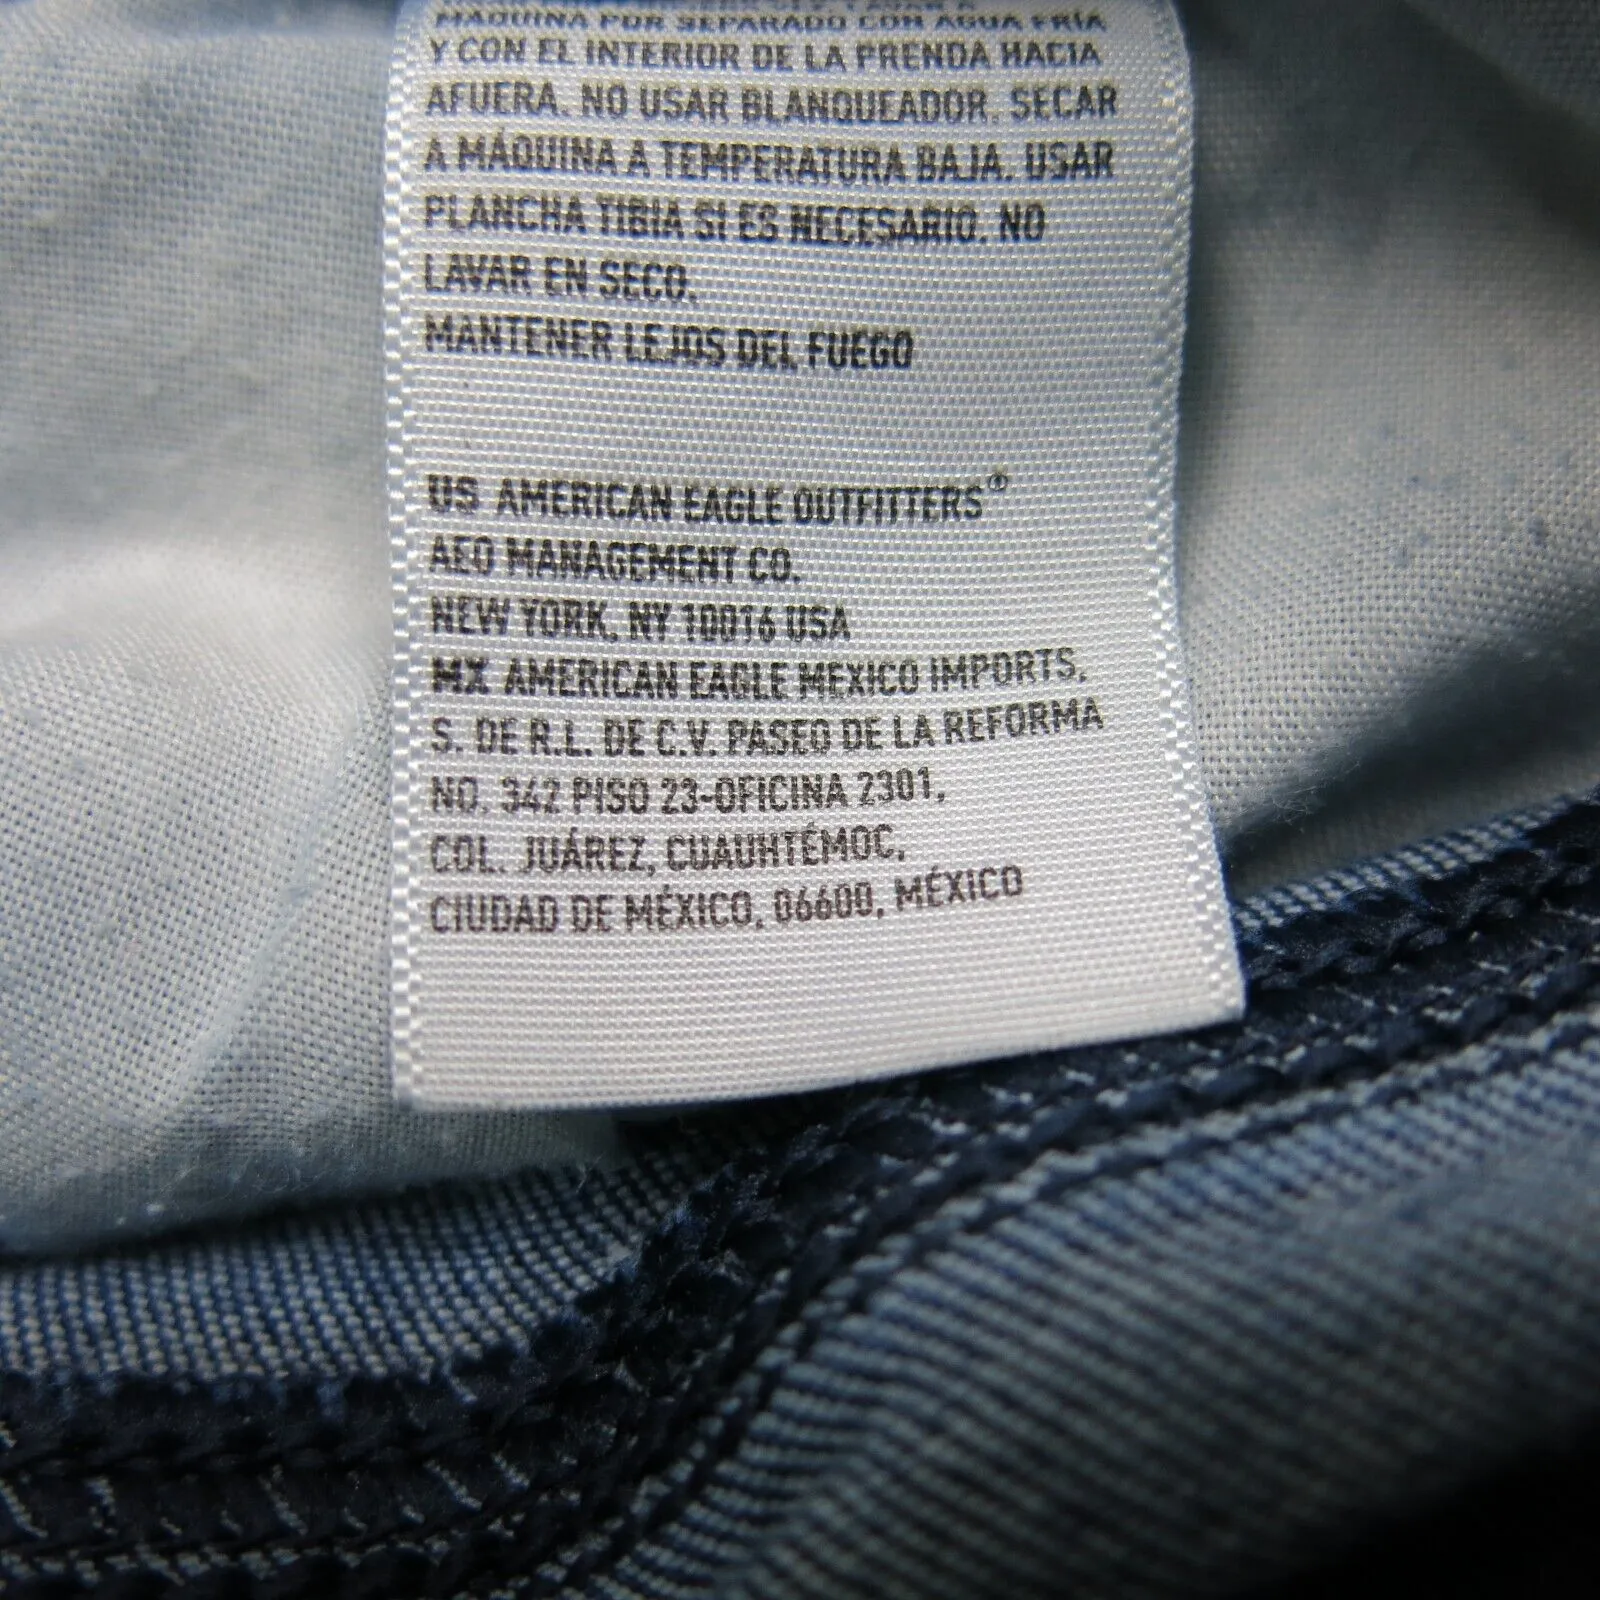 MÁQUINA POR SEPARADO CON AGUA FRÍA
Y CON EL INTERIOR DE LA PRENDA HACIA
AFUERA. NO USAR BLANQUEADOR. SECAR
A MÁQUINA A TEMPERATURA BAJA. USAR
PLANCHA TIBIA SI ES NECESARIO. NO
LAVAR EN SECO.
MANTENER LEJOS DEL FUEGO
US AMERICAN EAGLE OUTFITTERS®
AEO MANAGEMENT CO.
NEW YORK, NY 10016 USA
MX AMERICAN EAGLE MEXICO IMPORTS,
S. DE R.L. DE C.V. PASEO DE LA REFORMA
NO. 342 PISO 23-OFICINA 2301,
COL. JUÁREZ, CUAUHTÉMOC,
CIUDAD DE MÉXICO, 06600, MÉXICO